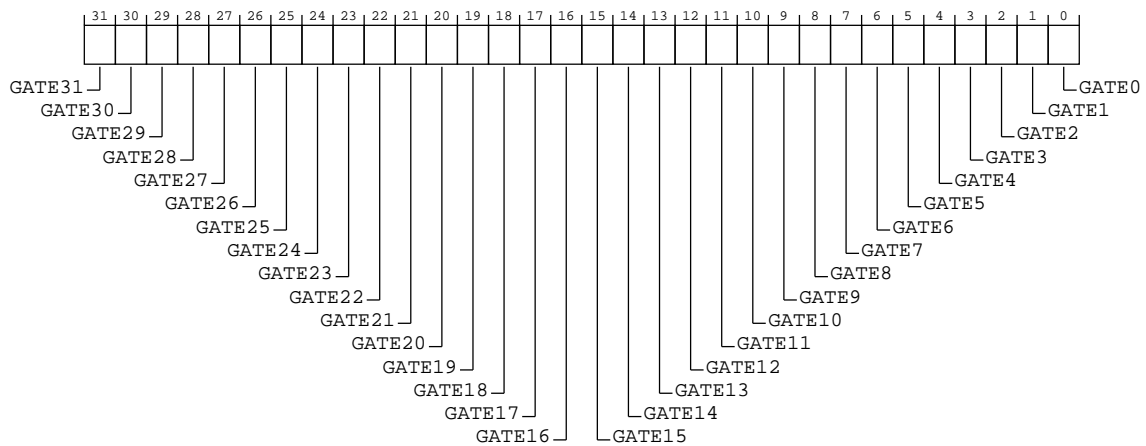 31 30 29 28 27 26 25 24 23 22 21 20 19 18 17 16 15 14 13 12 11 10 9 8 7 6 5 4 3 2 1 0
GATE31 GATE0
GATE30 GATE1
GATE29 GATE2
GATE28 GATE3
GATE27 GATE4
GATE26 GATE5
GATE25 GATE6
GATE24 GATE7
GATE23 GATE8
GATE22 GATE9
GATE21 GATE10
GATE20 GATE11
GATE19 GATE12
GATE18 GATE13
GATE17 GATE14
GATE16 GATE15